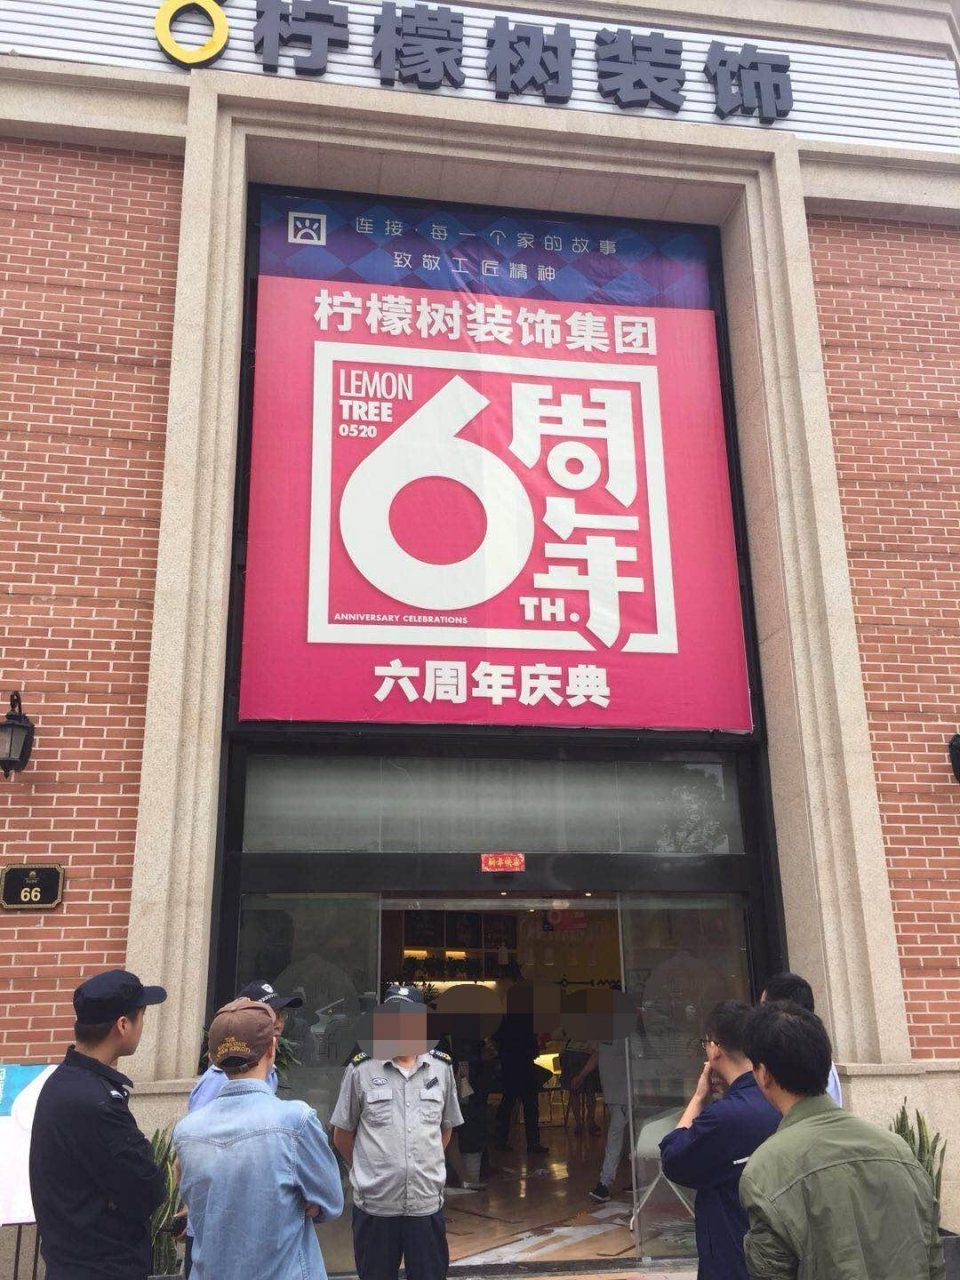 柠檬树装饰
连接·每一个家的故事
致敬工匠精神
柠檬树装饰集团
LEMON
TREE
0520
6周年
TH.
ANNIVERSARY CELEBRATIONS
六周年庆典
66